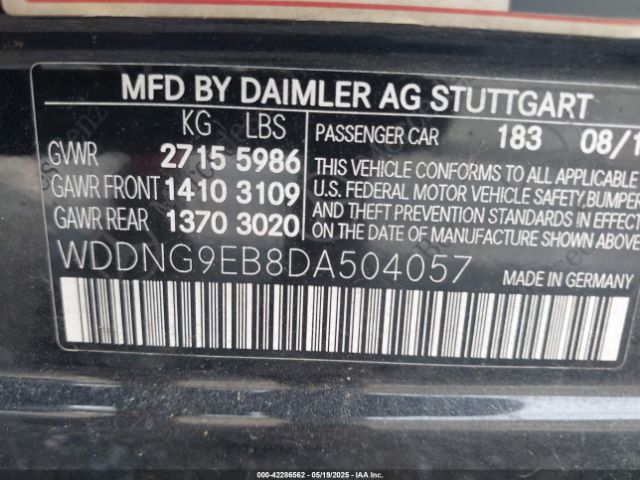 MFD BY DAIMLER AG STUTTGART
KG LBS
GVWR 2715 5986
GAWR FRONT 1410 3109
GAWR REAR 1370 3020
PASSENGER CAR 183 08/1
THIS VEHICLE CONFORMS TO ALL APPLICABLE
U.S. FEDERAL MOTOR VEHICLE SAFETY, BUMPER
AND THEFT PREVENTION STANDARDS IN EFFECT
ON THE DATE OF MANUFACTURE SHOWN ABOVE
WDDNG9EB8DA504057
MADE IN GERMANY
000-42286562 - 05/19/2025 - IAAI, INC.